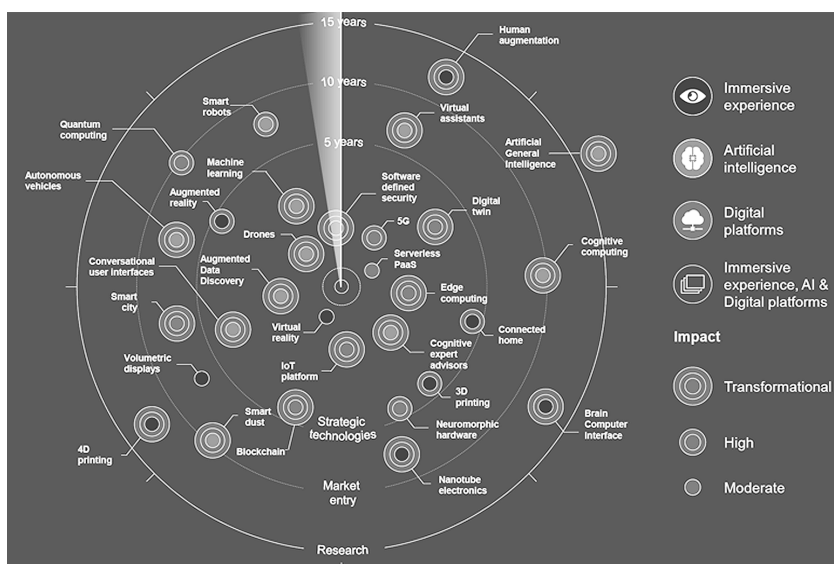 15 years
Human
augmentation
10 years
Smart
robots
Virtual
assistants
Quantum
computing
5 years
Artificial
General
Intelligence
Autonomous
vehicles
Machine
learning
Software
defined
security
Augmented
reality
5G
Digital
twin
Drones
Serverless
PaaS
Cognitive
computing
Conversational
user interfaces
Augmented
Data
Discovery
Edge
computing
Smart
city
Virtual
reality
Connected
home
Volumetric
displays
IoT
platform
Cognitive
expert
advisors
3D
printing
Smart
dust
Strategic
technologies
Neuromorphic
hardware
Brain
Computer
Interface
4D
printing
Blockchain
Market
entry
Nanotube
electronics
Research
Immersive
experience
Artificial
intelligence
Digital
platforms
Immersive
experience, AI &
Digital platforms
Impact
Transformational
High
Moderate